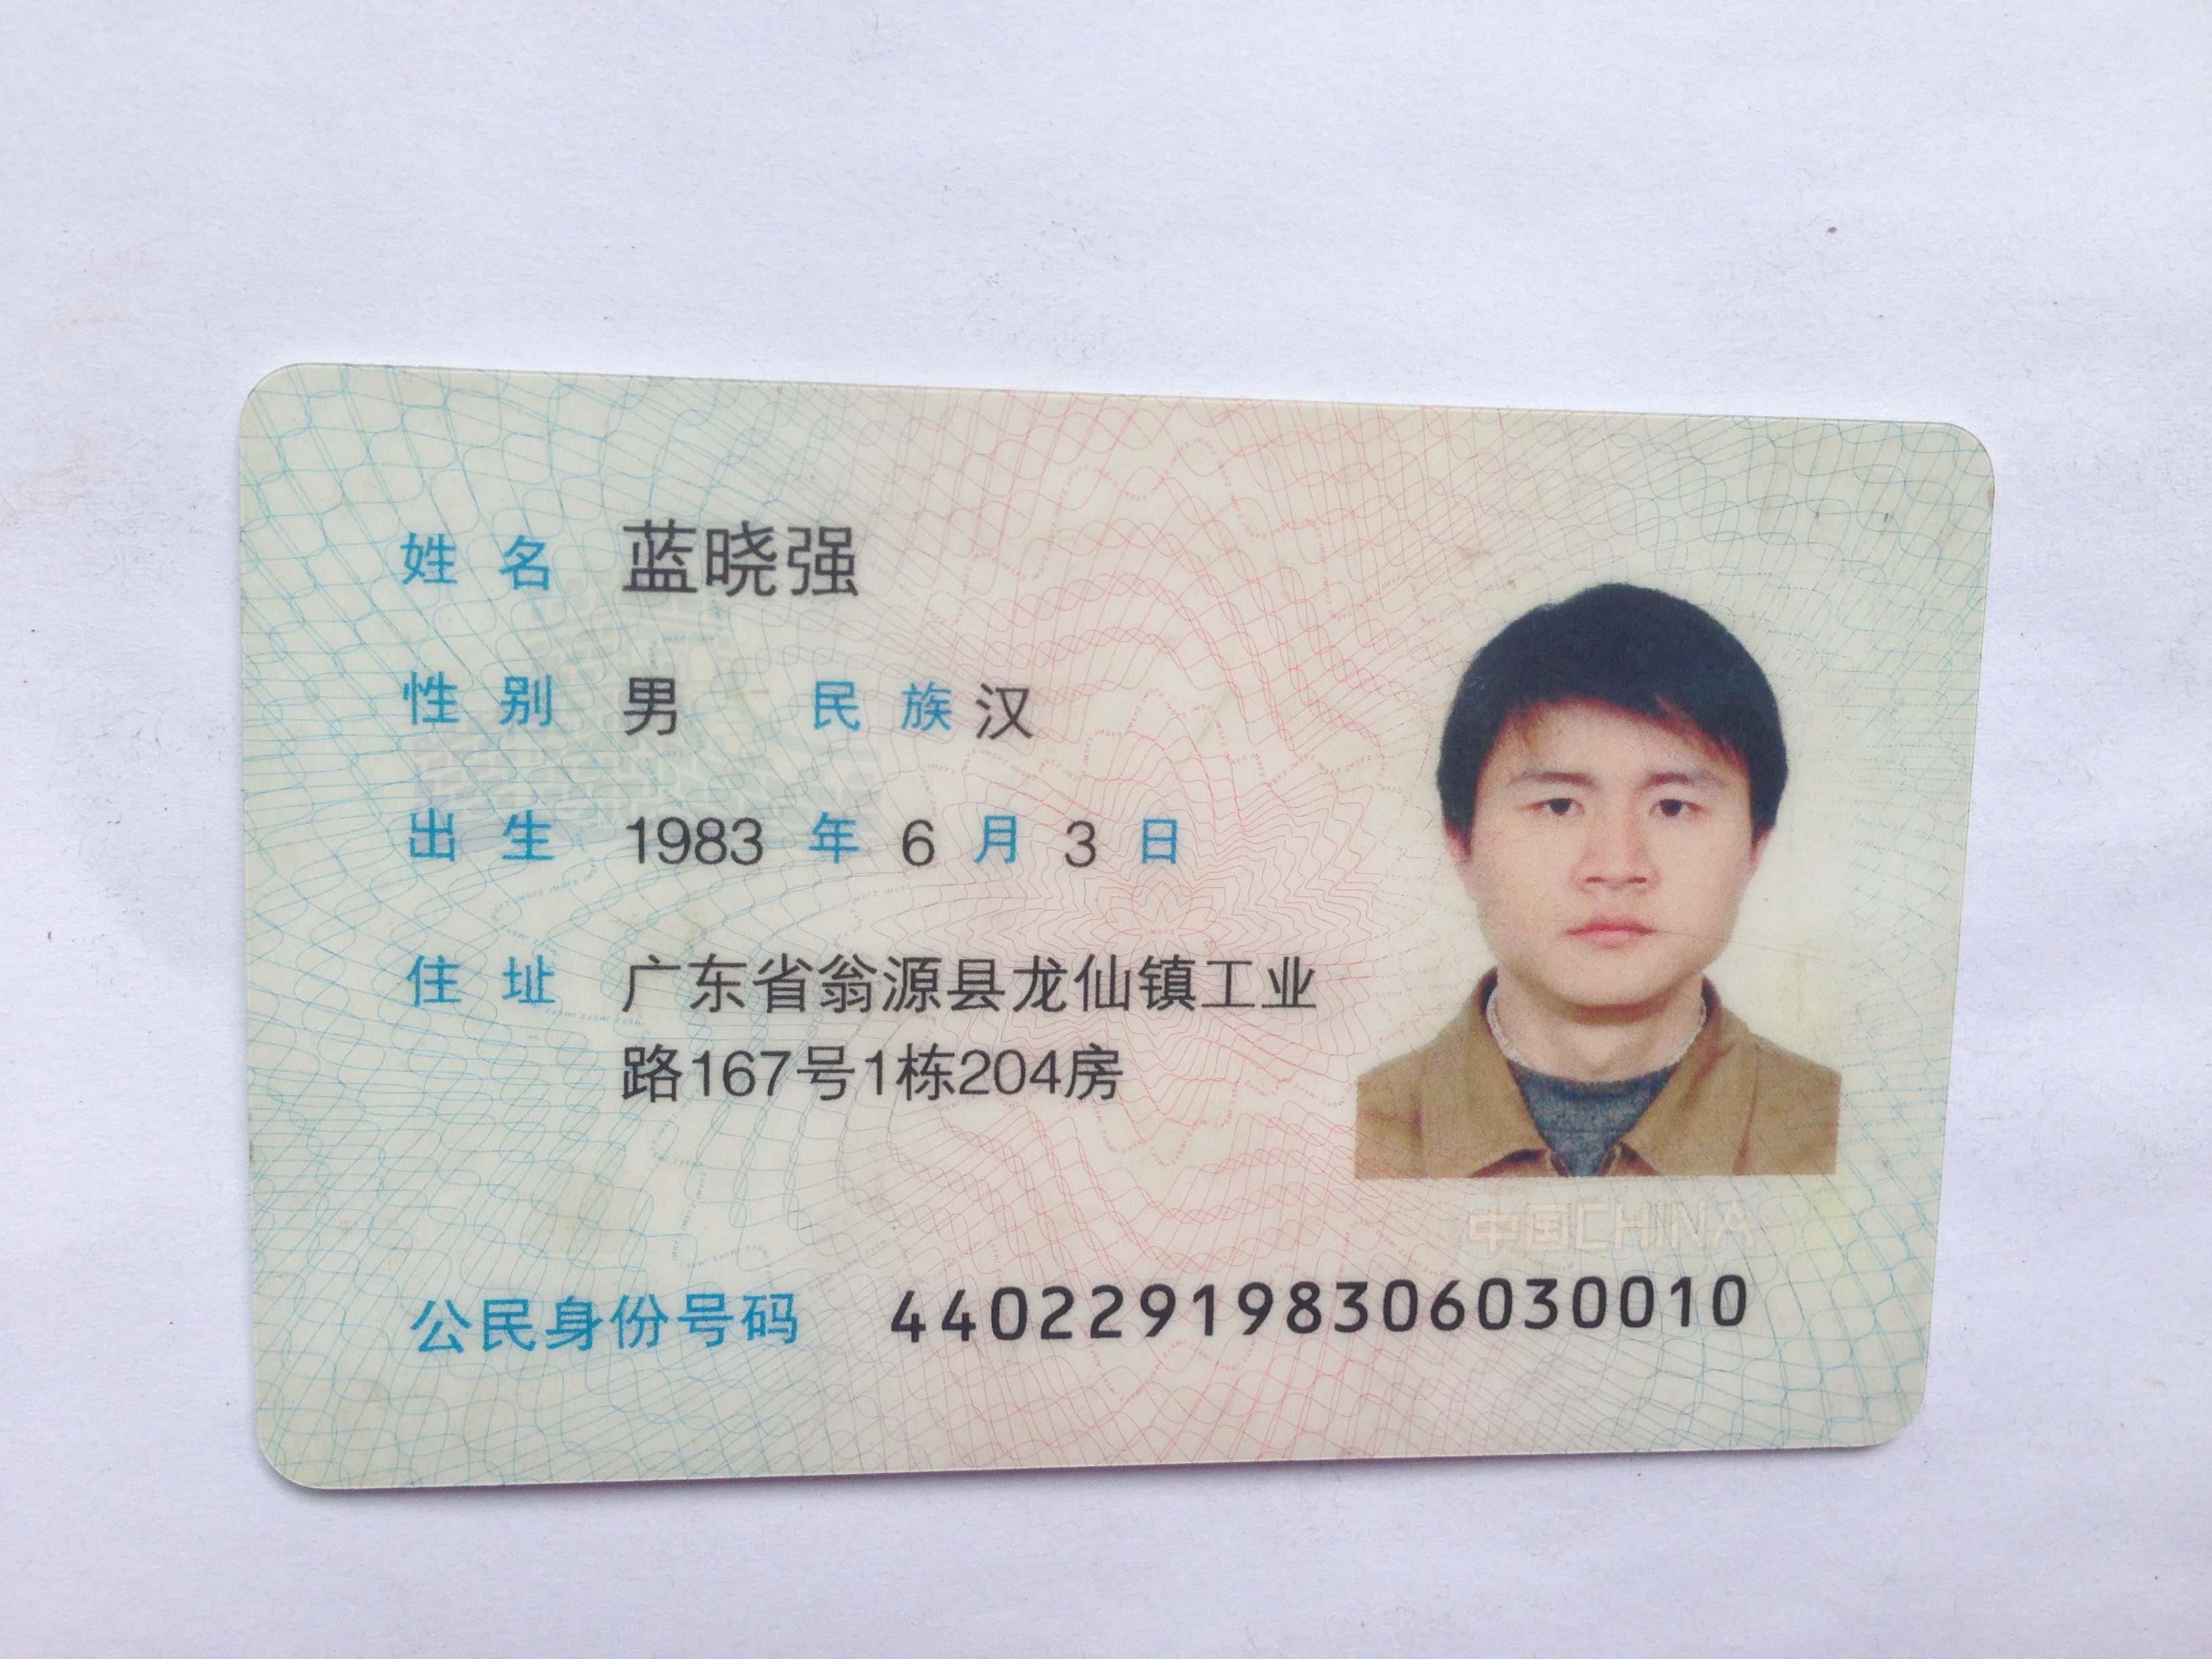 姓 名 蓝晓强
性 别 男 民 族 汉
出 生 1983 年 6 月 3 日
住 址 广东省翁源县龙仙镇工业
路167号1栋204房
中国CHINA
公民身份号码 440229198306030010